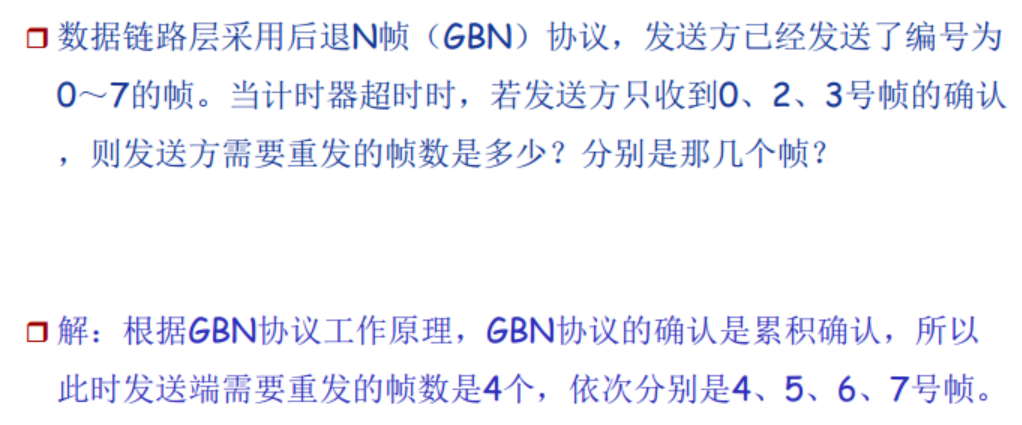 数据链路层采用后退N帧（GBN）协议，发送方已经发送了编号为
0～7的帧。当计时器超时时，若发送方只收到0、2、3号帧的确认
，则发送方需要重发的帧数是多少？分别是那几个帧？
解：根据GBN协议工作原理，GBN协议的确认是累积确认，所以
此时发送端需要重发的帧数是4个，依次分别是4、5、6、7号帧。